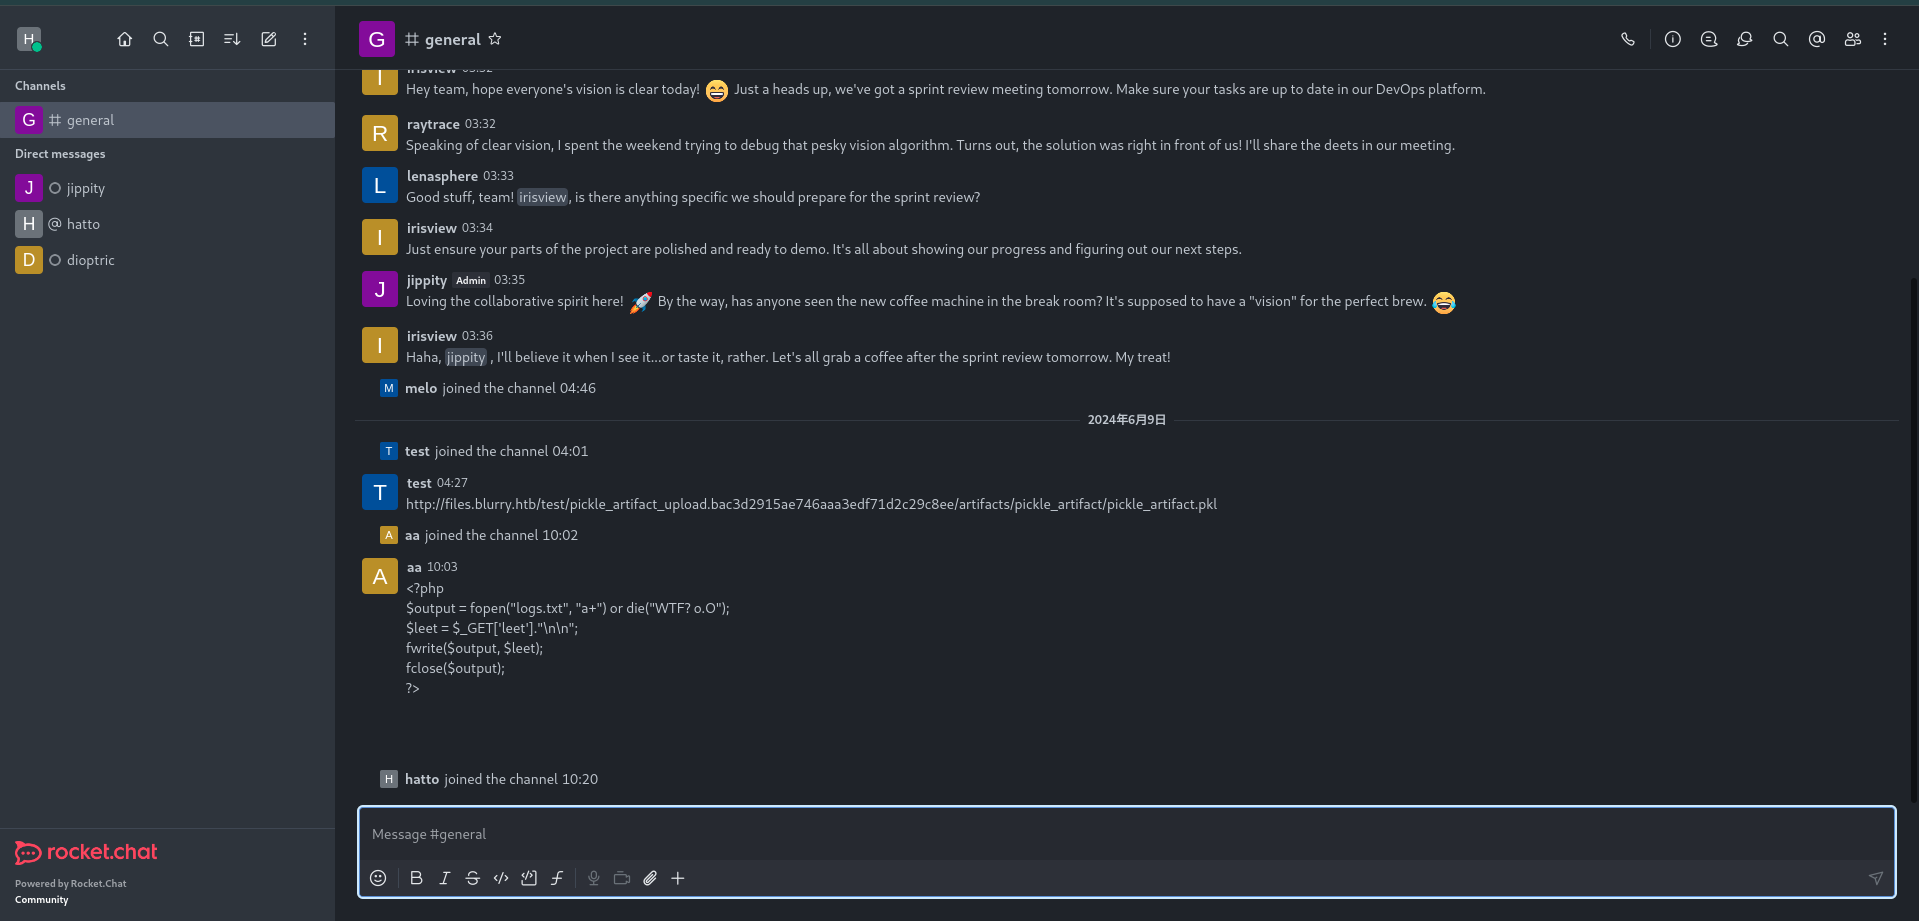 H
Channels
G general
Direct messages
J jippity
H @ hatto
D dioptric
rocket.chat
Powered by Rocket.Chat
Community
G # general
irisview 03:32
I
Hey team, hope everyone's vision is clear today! 😄 Just a heads up, we've got a sprint review meeting tomorrow. Make sure your tasks are up to date in our DevOps platform.
R
raytrace 03:32
Speaking of clear vision, I spent the weekend trying to debug that pesky vision algorithm. Turns out, the solution was right in front of us! I'll share the deets in our meeting.
L
lenasphere 03:33
Good stuff, team! irisview, is there anything specific we should prepare for the sprint review?
I
irisview 03:34
Just ensure your parts of the project are polished and ready to demo. It's all about showing our progress and figuring out our next steps.
J
jippity Admin 03:35
Loving the collaborative spirit here! 🚀 By the way, has anyone seen the new coffee machine in the break room? It's supposed to have a "vision" for the perfect brew. 😂
I
irisview 03:36
Haha, jippity , I'll believe it when I see it...or taste it, rather. Let's all grab a coffee after the sprint review tomorrow. My treat!
M melo joined the channel 04:46
2024年6月9日
T test joined the channel 04:01
T
test 04:27
http://files.blurry.htb/test/pickle_artifact_upload.bac3d2915ae746aaa3edf71d2c29c8ee/artifacts/pickle_artifact/pickle_artifact.pkl
A aa joined the channel 10:02
A
aa 10:03
<?php
$output = fopen("logs.txt", "a+") or die("WTF? o.O");
$leet = $_GET['leet']."\n\n";
fwrite($output, $leet);
fclose($output);
?>
H hatto joined the channel 10:20
Message #general